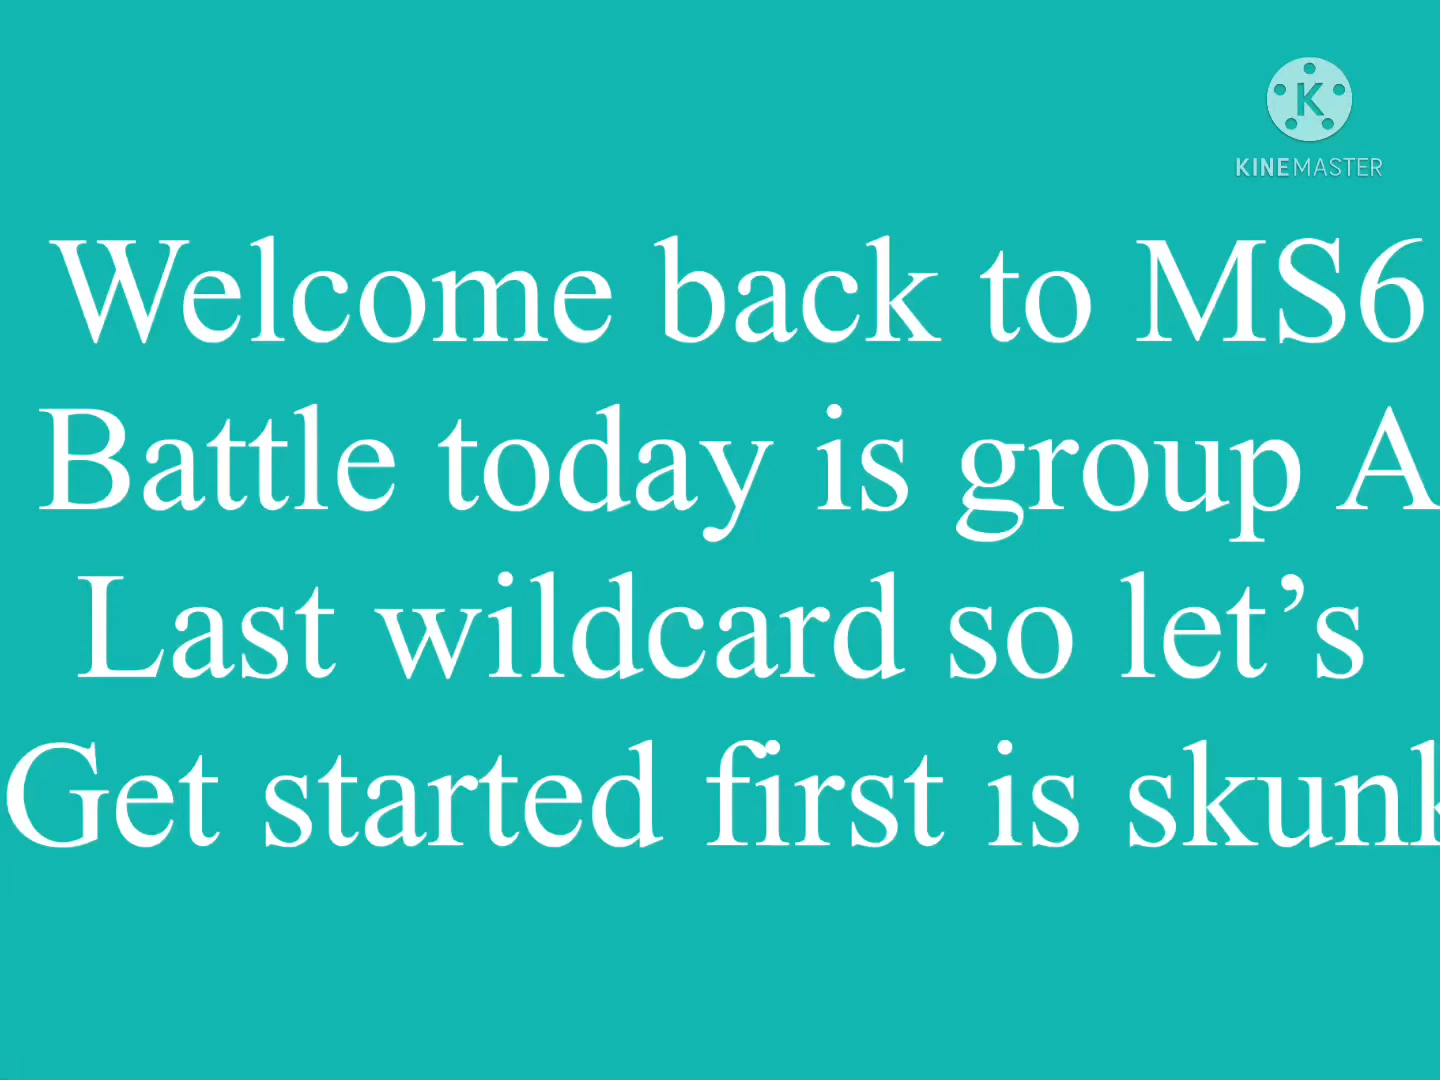 K
KINEMASTER
Welcome back to MS6
Battle today is group A
Last wildcard so let’s
Get started first is skunk